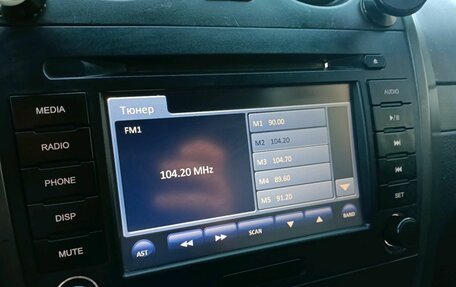 MEDIA
RADIO
PHONE
DISP
MUTE
Тюнер
FM1
104.20 MHz
M1 90.00
M2 104.20
M3 104.70
M4 89.60
M5 91.20
AST
SCAN
BAND
AUDIO
SET